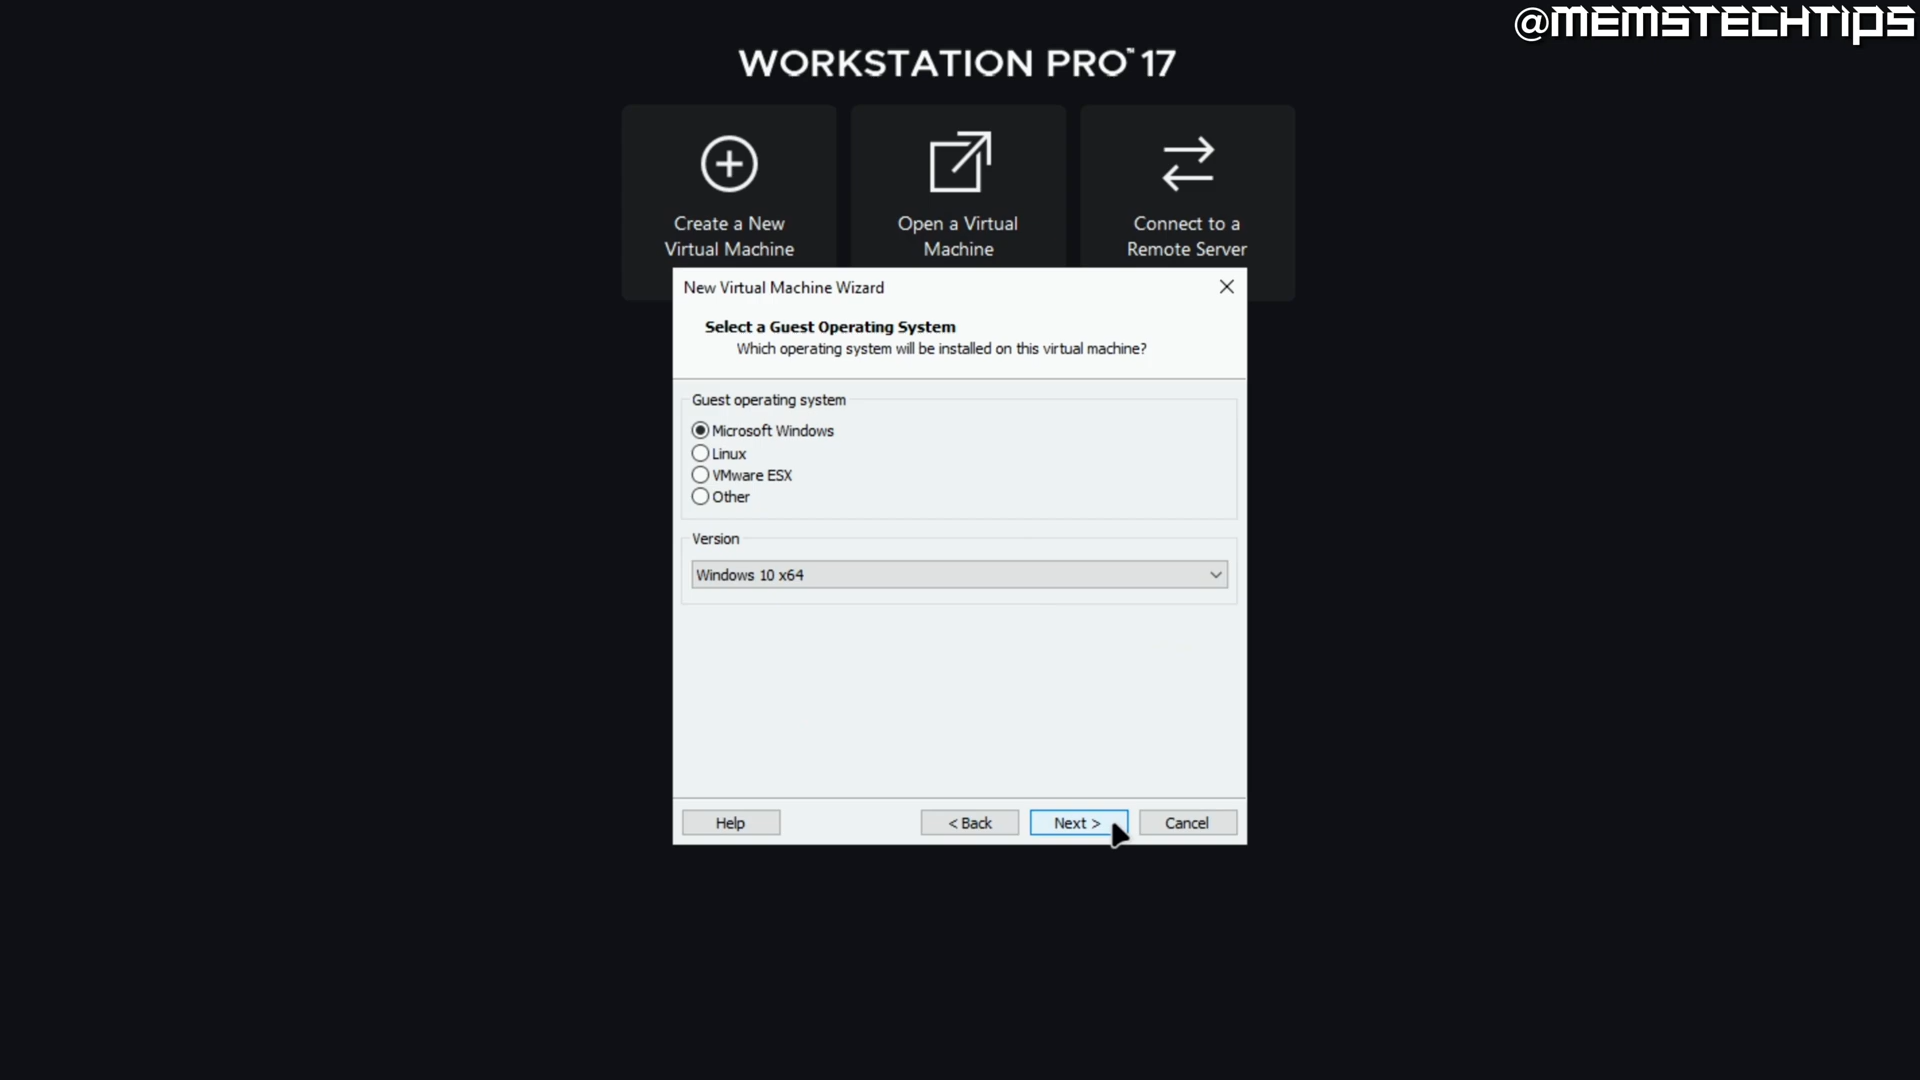 @MEMSTECHTIPS
WORKSTATION PRO™ 17
Create a New
Virtual Machine
Open a Virtual
Machine
Connect to a
Remote Server
New Virtual Machine Wizard
Select a Guest Operating System
Which operating system will be installed on this virtual machine?
Guest operating system
Microsoft Windows
Linux
VMware ESX
Other
Version
Windows 10 x64
Help
< Back
Next >
Cancel